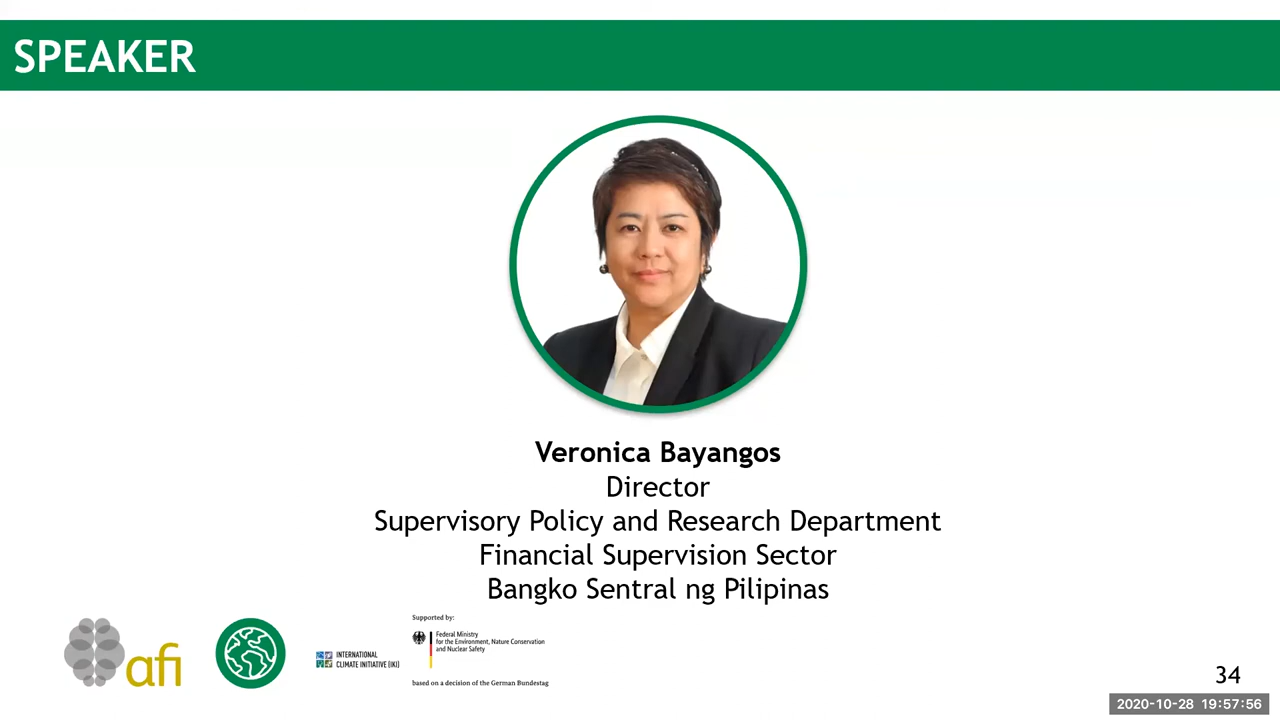 SPEAKER
Veronica Bayangos
Director
Supervisory Policy and Research Department
Financial Supervision Sector
Bangko Sentral ng Pilipinas
afi
INTERNATIONAL
CLIMATE INITIATIVE (IKI)
Supported by:
Federal Ministry
for the Environment, Nature Conservation
and Nuclear Safety
based on a decision of the German Bundestag
34
2020-10-28 19:57:56